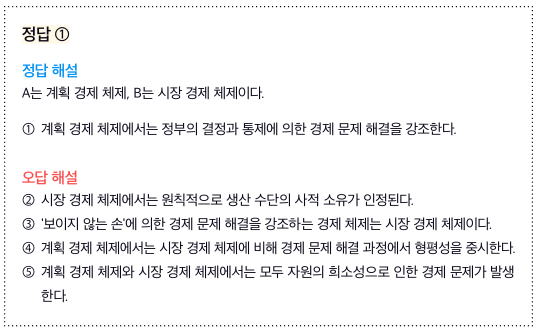 정답 ①
정답 해설
A는 계획 경제 체제, B는 시장 경제 체제이다.
① 계획 경제 체제에서는 정부의 결정과 통제에 의한 경제 문제 해결을 강조한다.
오답 해설
② 시장 경제 체제에서는 원칙적으로 생산 수단의 사적 소유가 인정된다.
③ '보이지 않는 손'에 의한 경제 문제 해결을 강조하는 경제 체제는 시장 경제 체제이다.
④ 계획 경제 체제에서는 시장 경제 체제에 비해 경제 문제 해결 과정에서 형평성을 중시한다.
⑤ 계획 경제 체제와 시장 경제 체제에서는 모두 자원의 희소성으로 인한 경제 문제가 발생
한다.